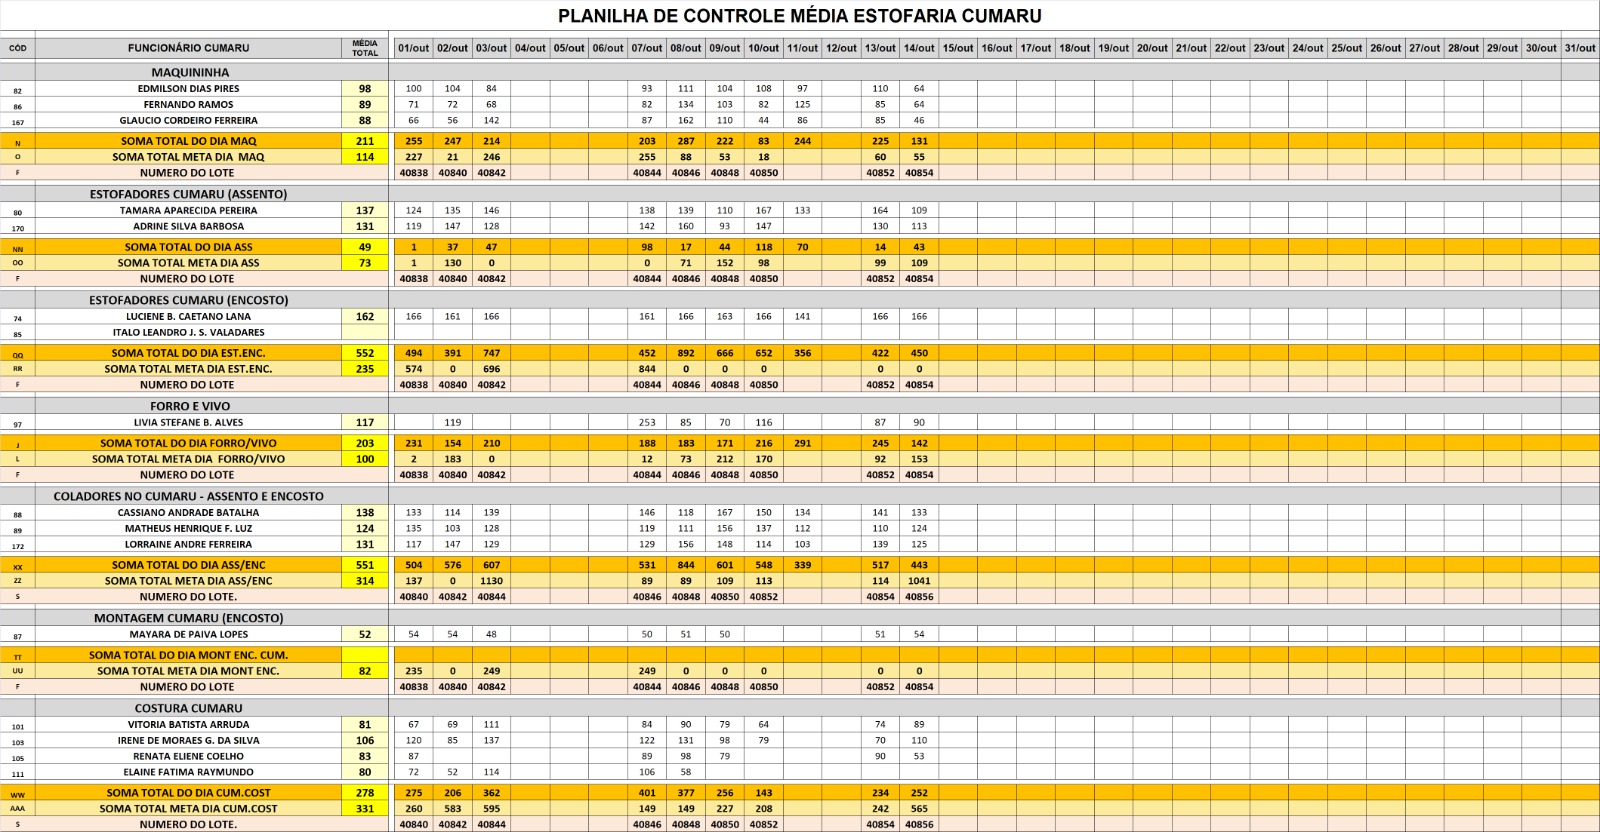 PLANILHA DE CONTROLE MÉDIA ESTOFARIA CUMARU
CÓD FUNCIONÁRIO CUMARU MÉDIA TOTAL 01/out 02/out 03/out 04/out 05/out 06/out 07/out 08/out 09/out 10/out 11/out 12/out 13/out 14/out 15/out 16/out 17/out 18/out 19/out 20/out 21/out 22/out 23/out 24/out 25/out 26/out 27/out 28/out 29/out 30/out 31/out
MAQUININHA
82 EDMILSON DIAS PIRES 98 100 104 84 93 111 104 108 97 110 64
86 FERNANDO RAMOS 89 71 72 68 82 134 103 82 125 85 64
167 GLAUCIO CORDEIRO FERREIRA 88 66 56 142 87 162 110 44 86 85 46
N SOMA TOTAL DO DIA MAQ 211 255 247 214 203 287 222 83 244 225 131
O SOMA TOTAL META DIA MAQ 114 227 21 246 255 88 53 18 60 55
F NUMERO DO LOTE 40838 40840 40842 40844 40846 40848 40850 40852 40854
ESTOFADORES CUMARU (ASSENTO)
80 TAMARA APARECIDA PEREIRA 137 124 135 146 138 139 110 167 133 164 109
170 ADRINE SILVA BARBOSA 131 119 147 128 142 160 93 147 130 113
NN SOMA TOTAL DO DIA ASS 49 1 37 47 98 17 44 118 70 14 43
OO SOMA TOTAL META DIA ASS 73 1 130 0 0 71 152 98 99 109
F NUMERO DO LOTE 40838 40840 40842 40844 40846 40848 40850 40852 40854
ESTOFADORES CUMARU (ENCOSTO)
74 LUCIENE B. CAETANO LANA 162 166 161 166 161 166 163 166 141 166 166
85 ITALO LEANDRO J. S. VALADARES
QQ SOMA TOTAL DO DIA EST.ENC. 552 494 391 747 452 892 666 652 356 422 450
RR SOMA TOTAL META DIA EST.ENC. 235 574 0 696 844 0 0 0 0 0
F NUMERO DO LOTE 40838 40840 40842 40844 40846 40848 40850 40852 40854
FORRO E VIVO
97 LIVIA STEFANE B. ALVES 117 119 253 85 70 116 87 90
J SOMA TOTAL DO DIA FORRO/VIVO 203 231 154 210 188 183 171 216 291 245 142
L SOMA TOTAL META DIA FORRO/VIVO 100 2 183 0 12 73 212 170 92 153
F NUMERO DO LOTE 40838 40840 40842 40844 40846 40848 40850 40852 40854
COLADORES NO CUMARU - ASSENTO E ENCOSTO
88 CASSIANO ANDRADE BATALHA 138 133 114 139 146 118 167 150 134 141 133
89 MATHEUS HENRIQUE F. LUZ 124 135 103 128 119 111 156 137 112 110 124
172 LORRAINE ANDRE FERREIRA 131 117 147 129 129 156 148 114 103 139 125
XX SOMA TOTAL DO DIA ASS/ENC 551 504 576 607 531 844 601 548 339 517 443
ZZ SOMA TOTAL META DIA ASS/ENC 314 137 0 1130 89 89 109 113 114 1041
S NUMERO DO LOTE. 40840 40842 40844 40846 40848 40850 40852 40854 40856
MONTAGEM CUMARU (ENCOSTO)
87 MAYARA DE PAIVA LOPES 52 54 54 48 50 51 50 51 54
TT SOMA TOTAL DO DIA MONT ENC. CUM.
UU SOMA TOTAL META DIA MONT ENC. 82 235 0 249 249 0 0 0 0 0
F NUMERO DO LOTE 40838 40840 40842 40844 40846 40848 40850 40852 40854
COSTURA CUMARU
101 VITORIA BATISTA ARRUDA 81 67 69 111 84 90 79 64 74 89
103 IRENE DE MORAES G. DA SILVA 106 120 85 137 122 131 98 79 70 110
105 RENATA ELIENE COELHO 83 87 89 98 79 90 53
111 ELAINE FATIMA RAYMUNDO 80 72 52 114 106 58
WW SOMA TOTAL DO DIA CUM.COST 278 275 206 362 401 377 256 143 234 252
AAA SOMA TOTAL META DIA CUM.COST 331 260 583 595 149 149 227 208 242 565
S NUMERO DO LOTE. 40840 40842 40844 40846 40848 40850 40852 40854 40856